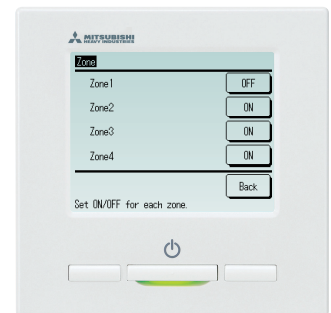 MITSUBISHI
HEAVY INDUSTRIES
Zone
Zone1 OFF
Zone2 ON
Zone3 ON
Zone4 ON
Back
Set ON/OFF for each zone.